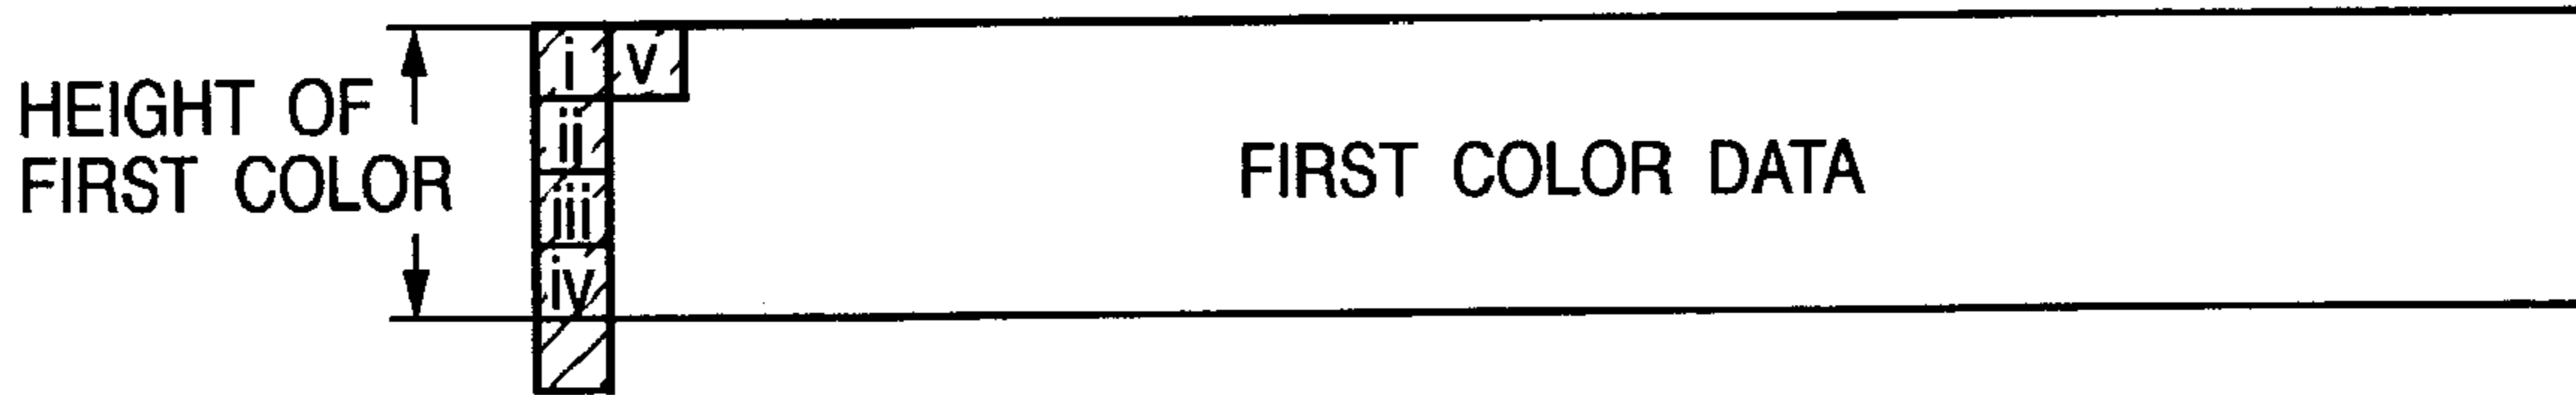 i v
HEIGHT OF
ii
FIRST COLOR DATA
FIRST COLOR
iii
iv